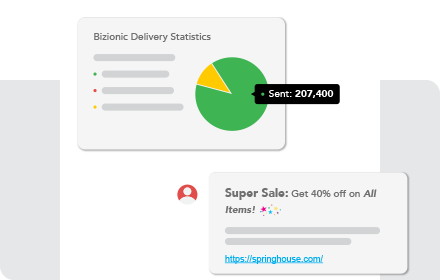 Bizionic Delivery Statistics
Sent: 207,400
Super Sale: Get 40% off on All
Items!
https://springhouse.com/